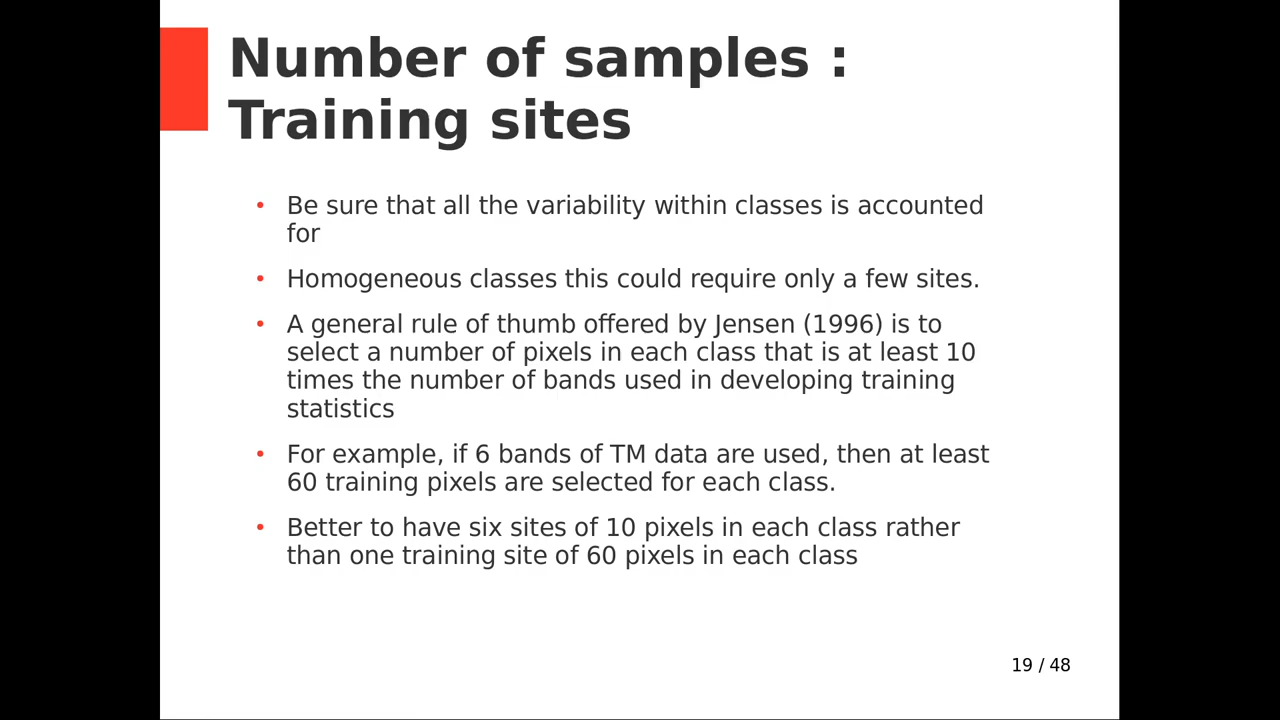 Number of samples :
Training sites
• Be sure that all the variability within classes is accounted
for
• Homogeneous classes this could require only a few sites.
• A general rule of thumb offered by Jensen (1996) is to
select a number of pixels in each class that is at least 10
times the number of bands used in developing training
statistics
• For example, if 6 bands of TM data are used, then at least
60 training pixels are selected for each class.
• Better to have six sites of 10 pixels in each class rather
than one training site of 60 pixels in each class
19 / 48